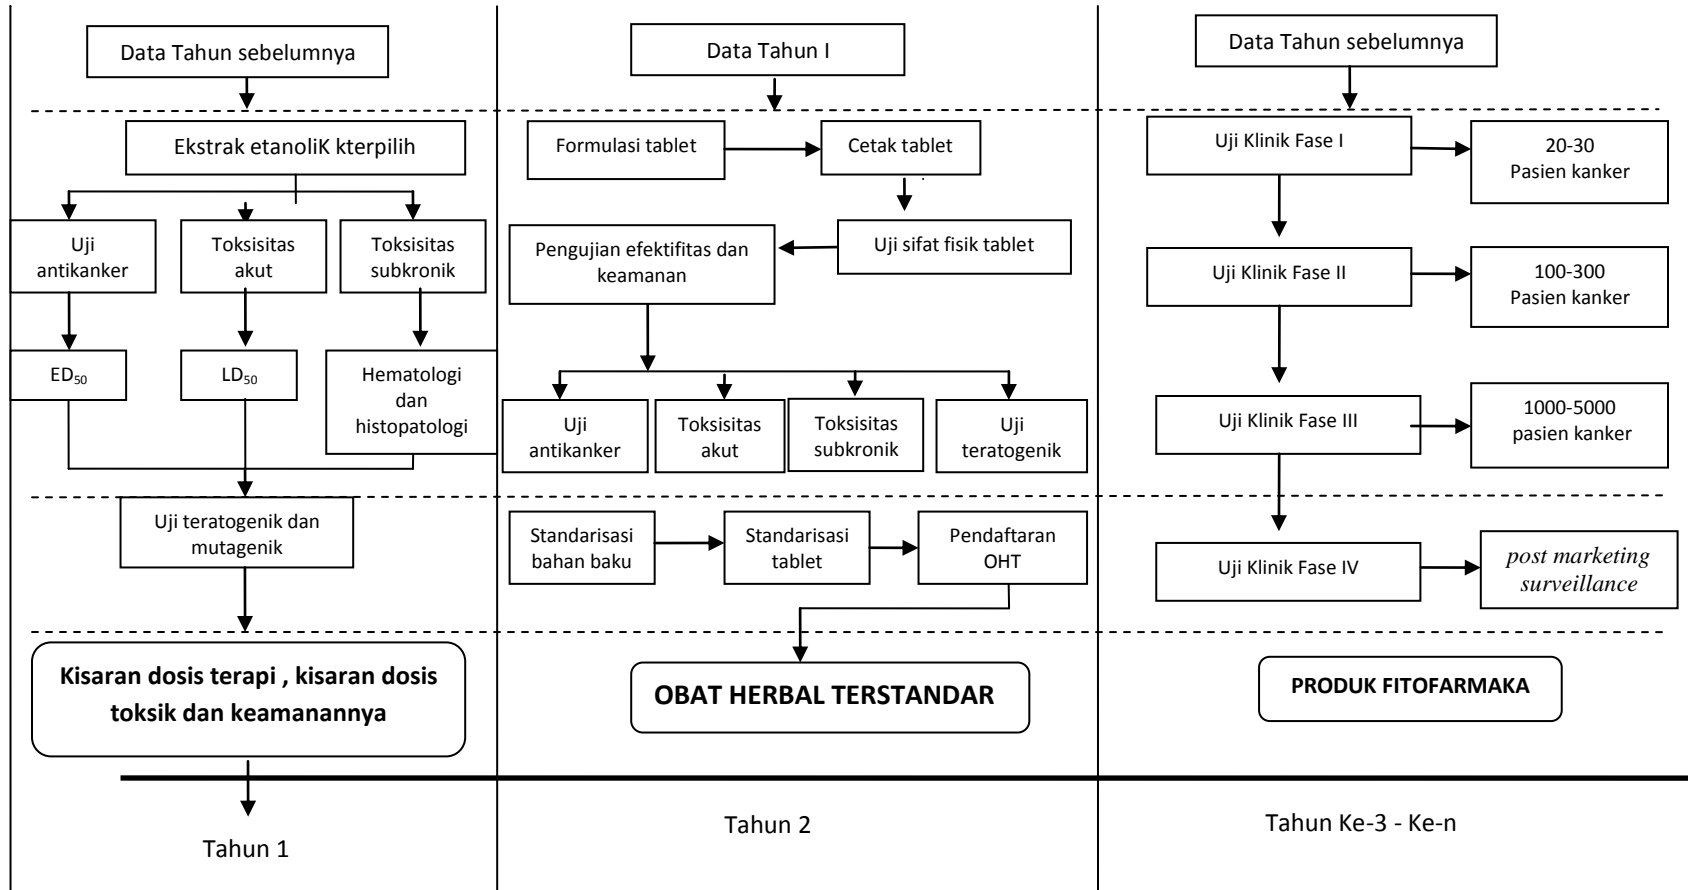 Data Tahun sebelumnya
Ekstrak etanoliK kterpilih
Uji
antikanker
Toksisitas
akut
Toksisitas
subkronik
ED₅₀
LD₅₀
Hematologi
dan
histopatologi
Uji teratogenik dan
mutagenik
Kisaran dosis terapi , kisaran dosis
toksik dan keamanannya
Tahun 1
Data Tahun I
Formulasi tablet
Cetak tablet
.
Uji sifat fisik tablet
Pengujian efektifitas dan
keamanan
Uji
antikanker
Toksisitas
akut
Toksisitas
subkronik
Uji
teratogenik
Standarisasi
bahan baku
Standarisasi
tablet
Pendaftaran
OHT
OBAT HERBAL TERSTANDAR
Tahun 2
Data Tahun sebelumnya
Uji Klinik Fase I
20-30
Pasien kanker
Uji Klinik Fase II
100-300
Pasien kanker
Uji Klinik Fase III
1000-5000
pasien kanker
Uji Klinik Fase IV
post marketing
surveillance
PRODUK FITOFARMAKA
Tahun Ke-3 - Ke-n